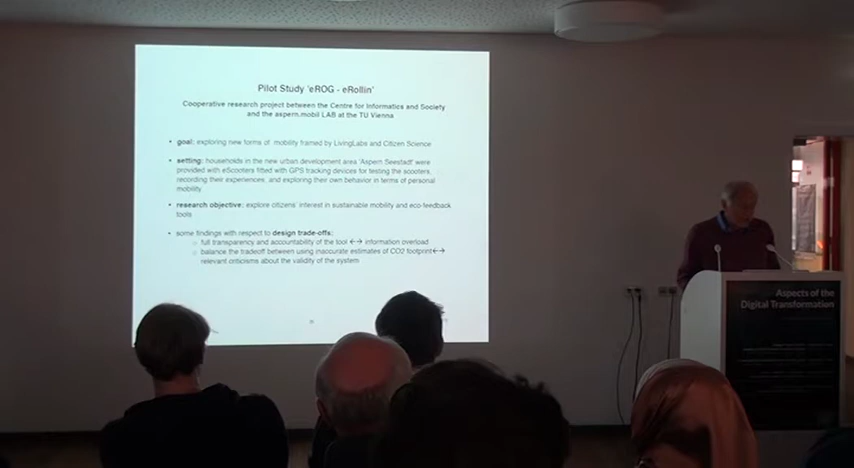 Pilot Study 'eROG - eRollin'
Cooperative research project between the Centre for Informatics and Society
and the aspern.mobil LAB at the TU Vienna
• goal: exploring new forms of mobility framed by LivingLabs and Citizen Science
• setting: households in the new urban development area 'Aspern Seestadt' were
provided with eScooters fitted with GPS tracking devices for testing the scooters,
recording their experiences, and exploring their own behavior in terms of personal
mobility.
• research objective: explore citizens' interest in sustainable mobility and eco-feedback
tools
• some findings with respect to design trade-offs:
○ full transparency and accountability of the tool ←→ information overload
○ balance the tradeoff between using inaccurate estimates of CO2 footprint←→
relevant criticisms about the validity of the system
Aspects of the
Digital Transformation